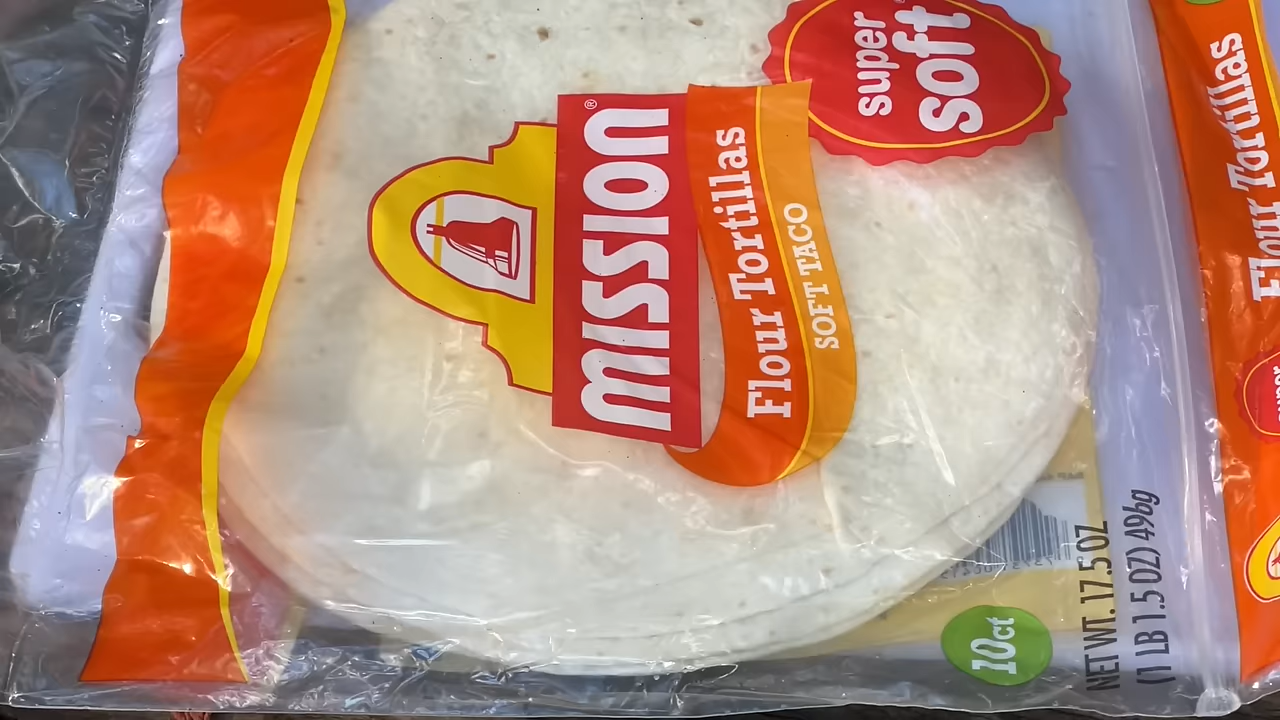 super
soft
MISSION®
Flour Tortillas
SOFT TACO
10ct
NET WT. 17.5 OZ
(1 LB 1.5 OZ) 496g
Flour Tortillas
super